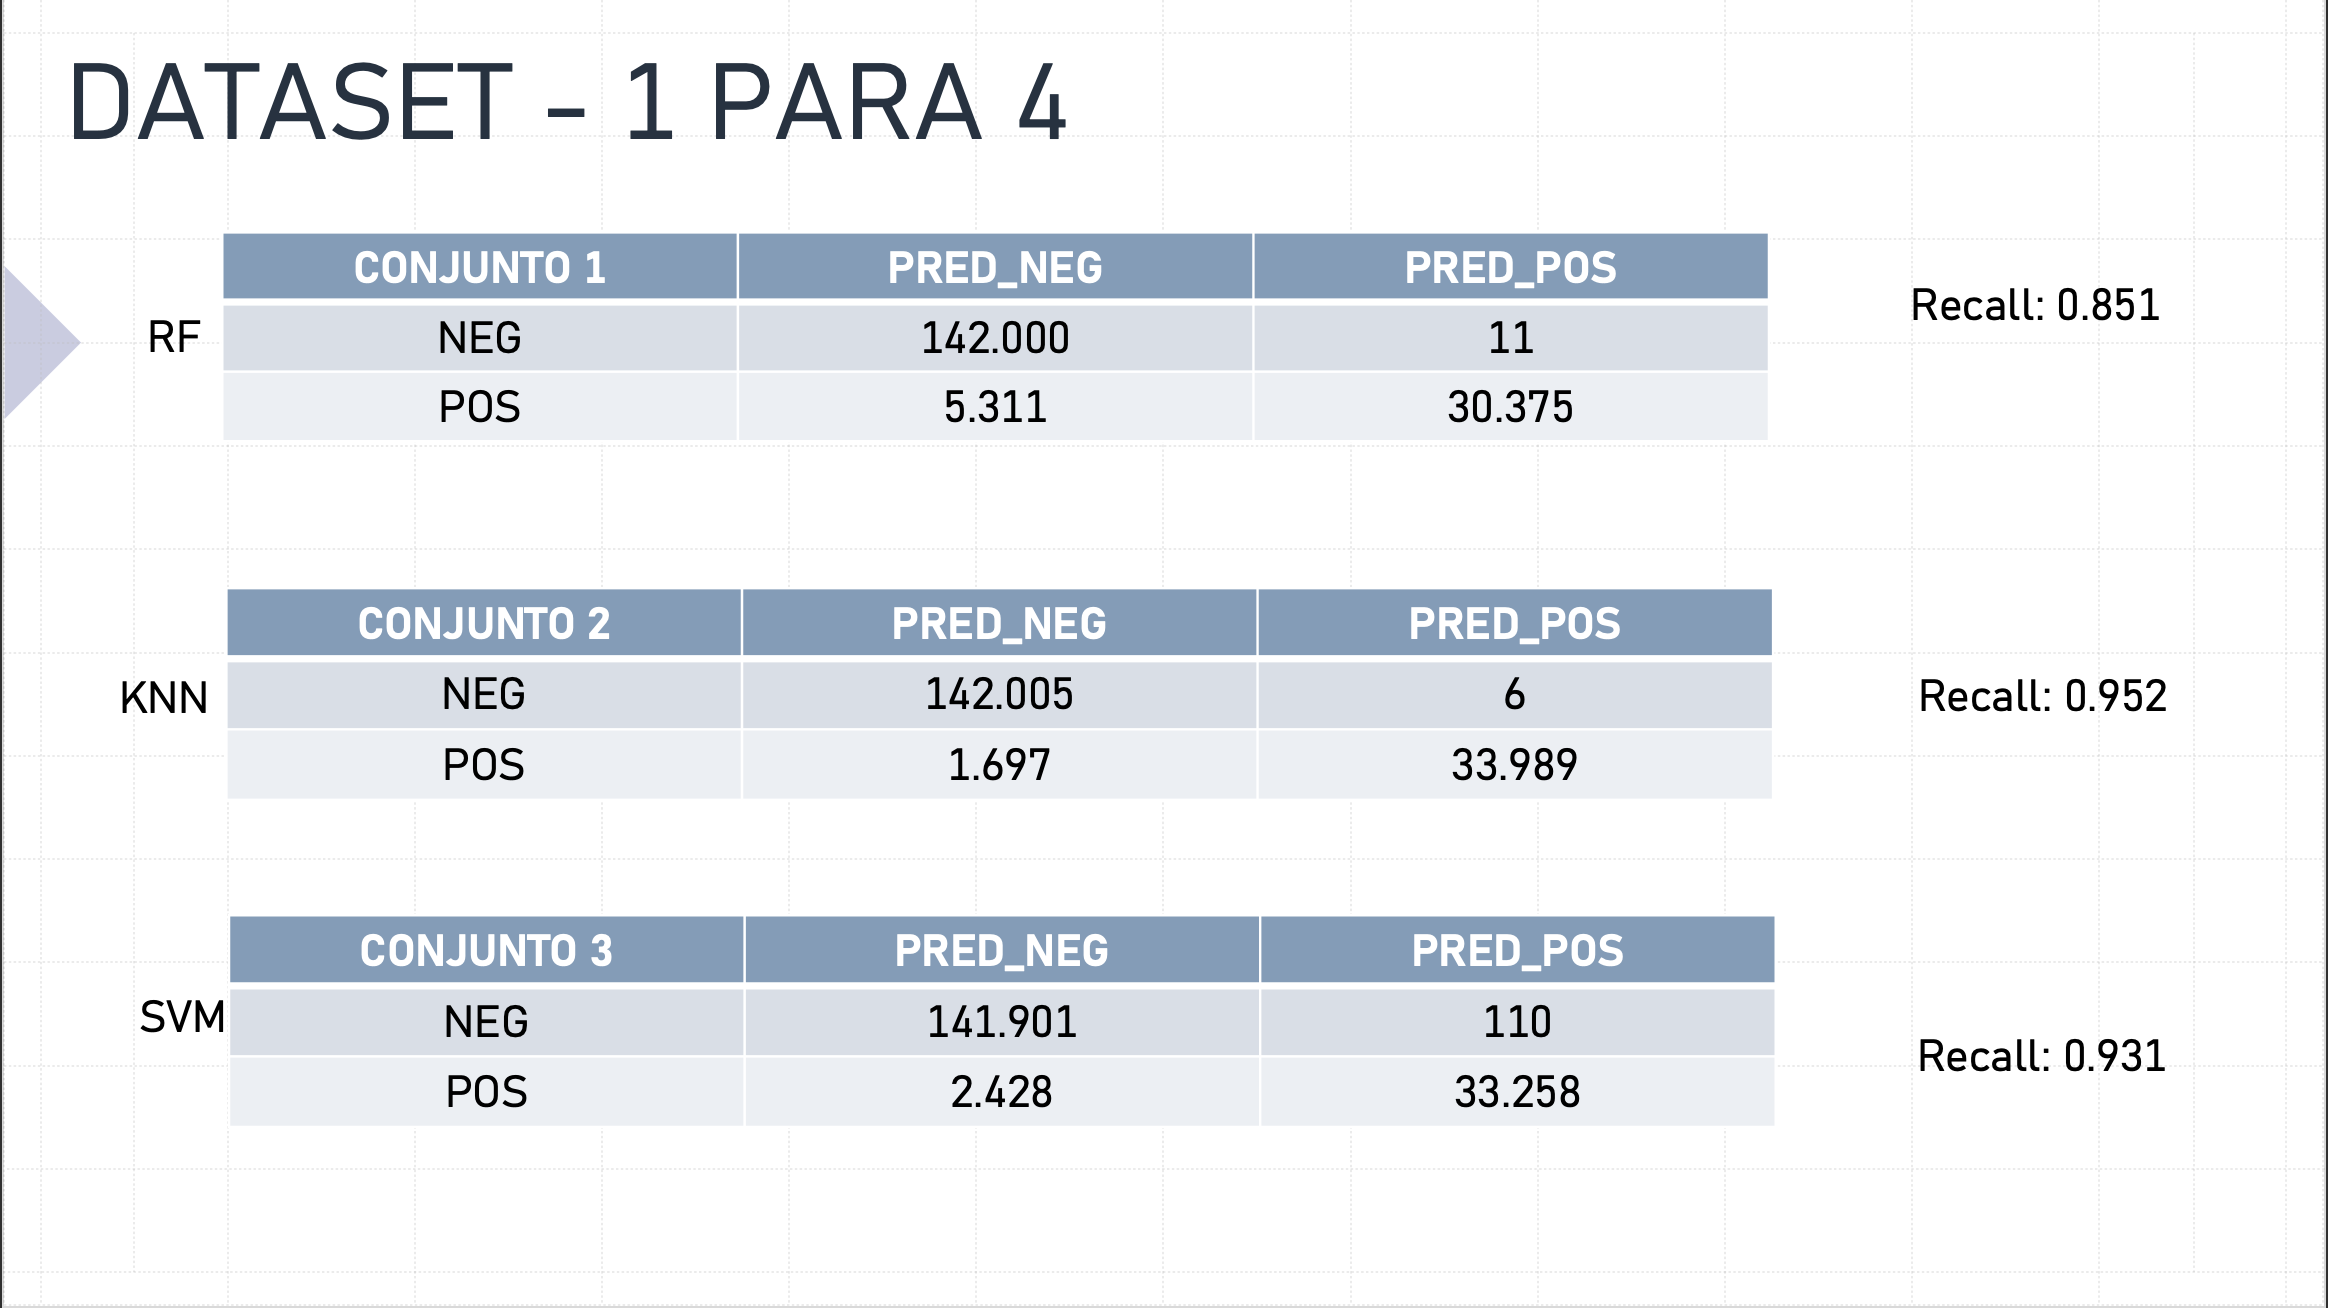 DATASET - 1 PARA 4
CONJUNTO 1 PRED_NEG PRED_POS
RF NEG 142.000 11
POS 5.311 30.375
Recall: 0.851
CONJUNTO 2 PRED_NEG PRED_POS
KNN NEG 142.005 6
POS 1.697 33.989
Recall: 0.952
CONJUNTO 3 PRED_NEG PRED_POS
SVM NEG 141.901 110
POS 2.428 33.258
Recall: 0.931